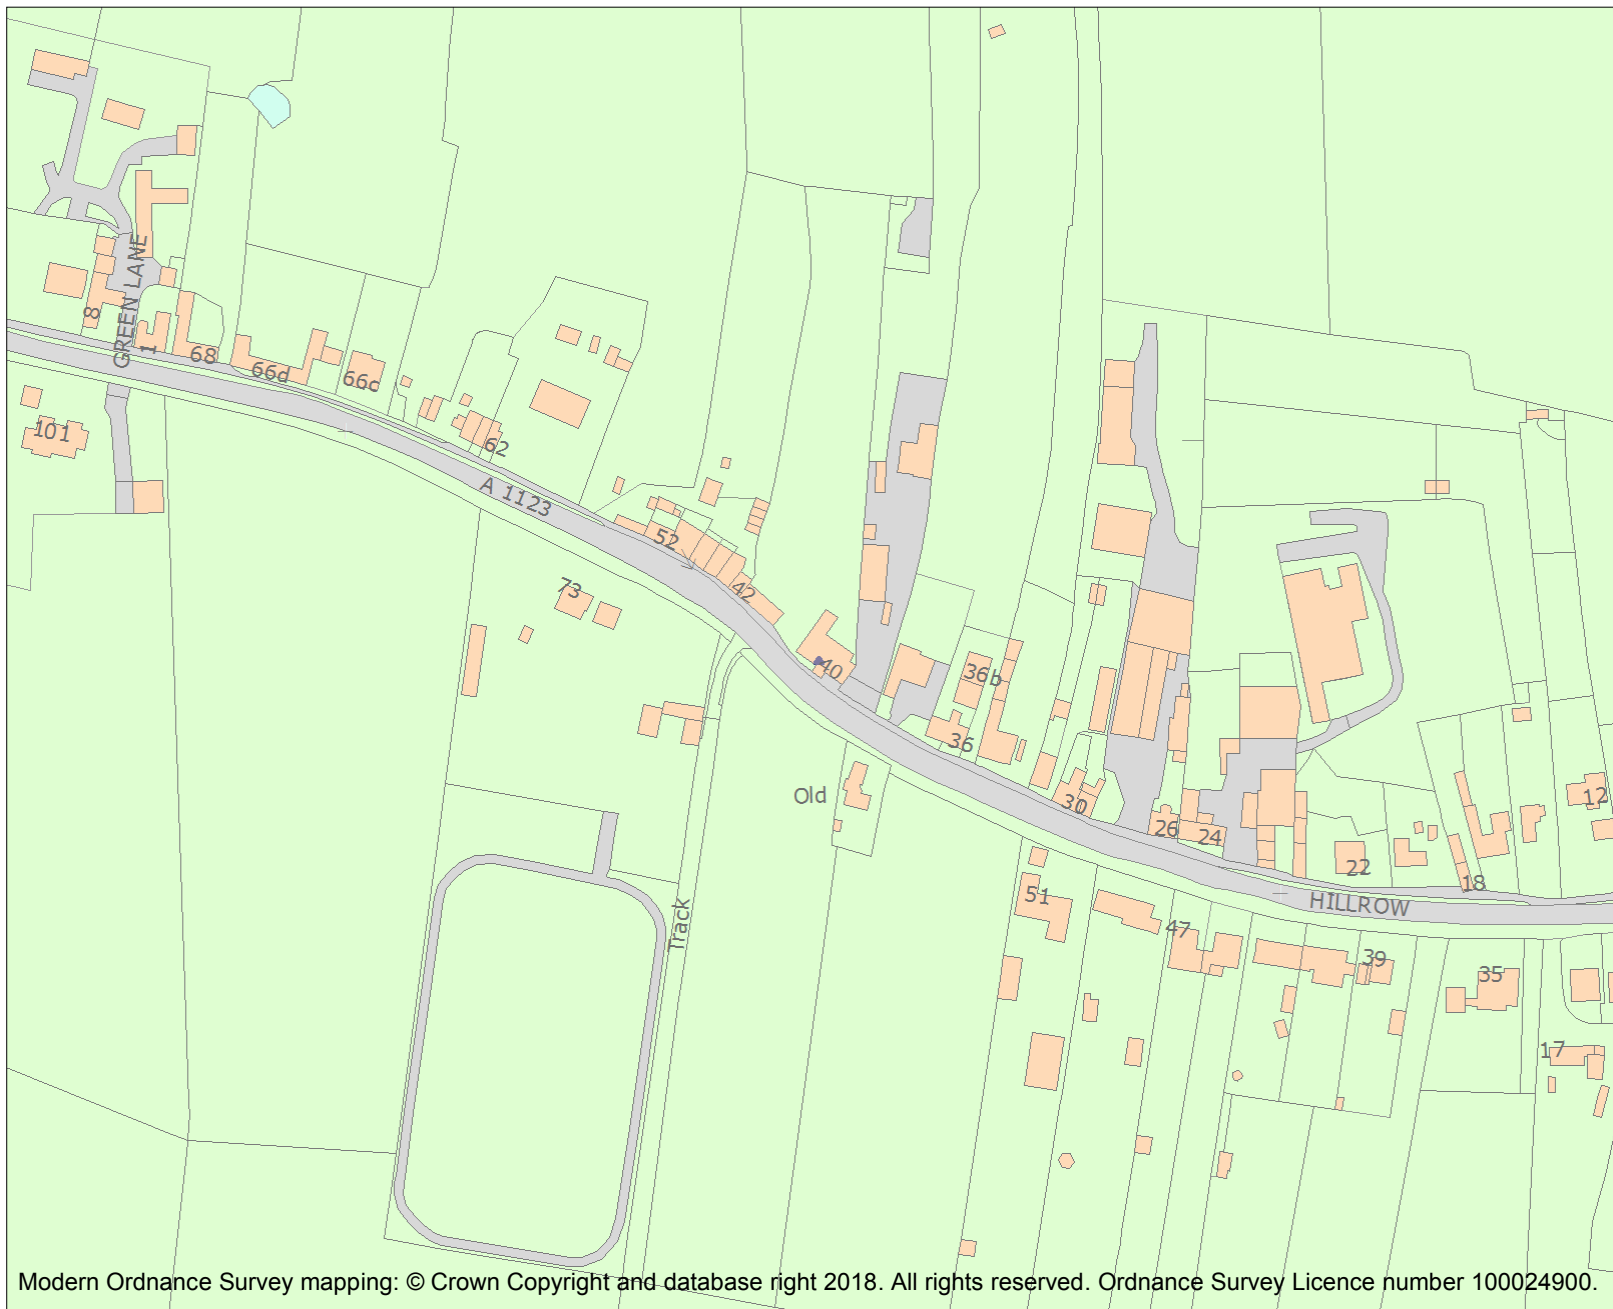 GREEN LANE
8
1
68
66d
66c
101
62
A 1123
52
73
42
40
36b
36
Old
30
26
24
12
22
18
51
HILLROW
47
Track
39
35
17
Modern Ordnance Survey mapping: © Crown Copyright and database right 2018. All rights reserved. Ordnance Survey Licence number 100024900.